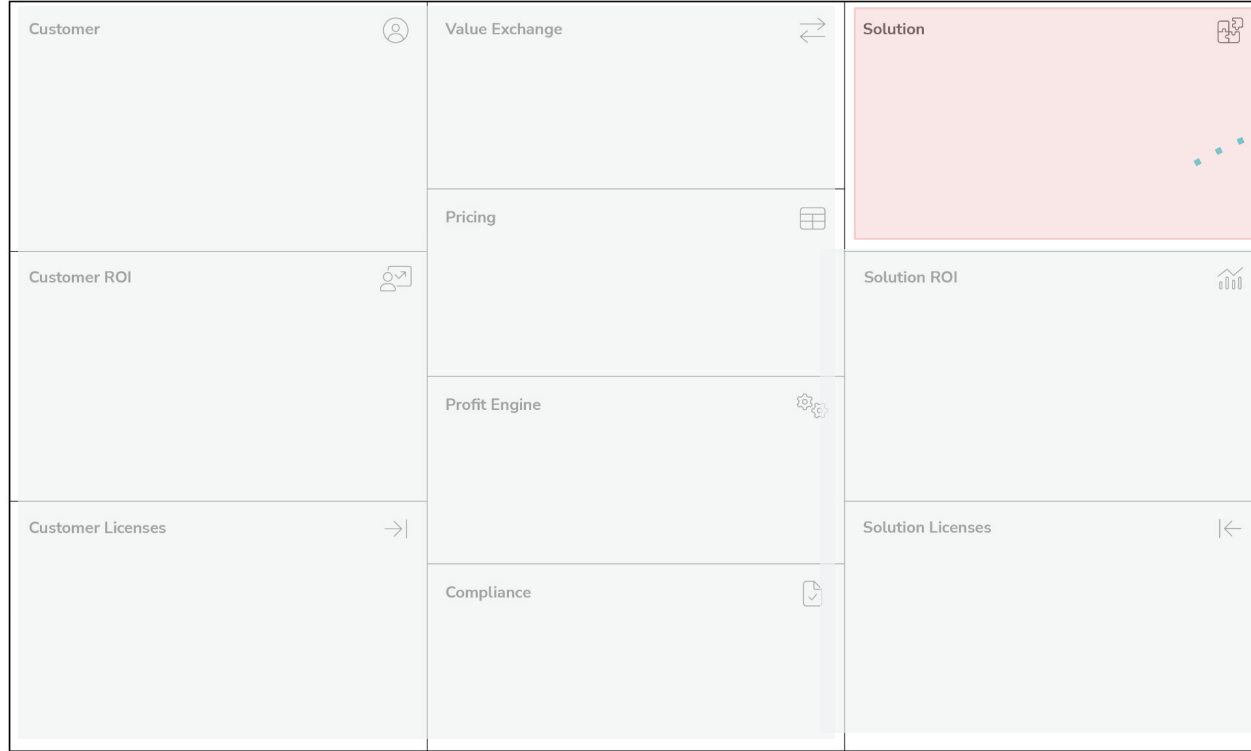 Customer
Value Exchange
Solution
Pricing
Customer ROI
Solution ROI
Profit Engine
Customer Licenses
Solution Licenses
Compliance